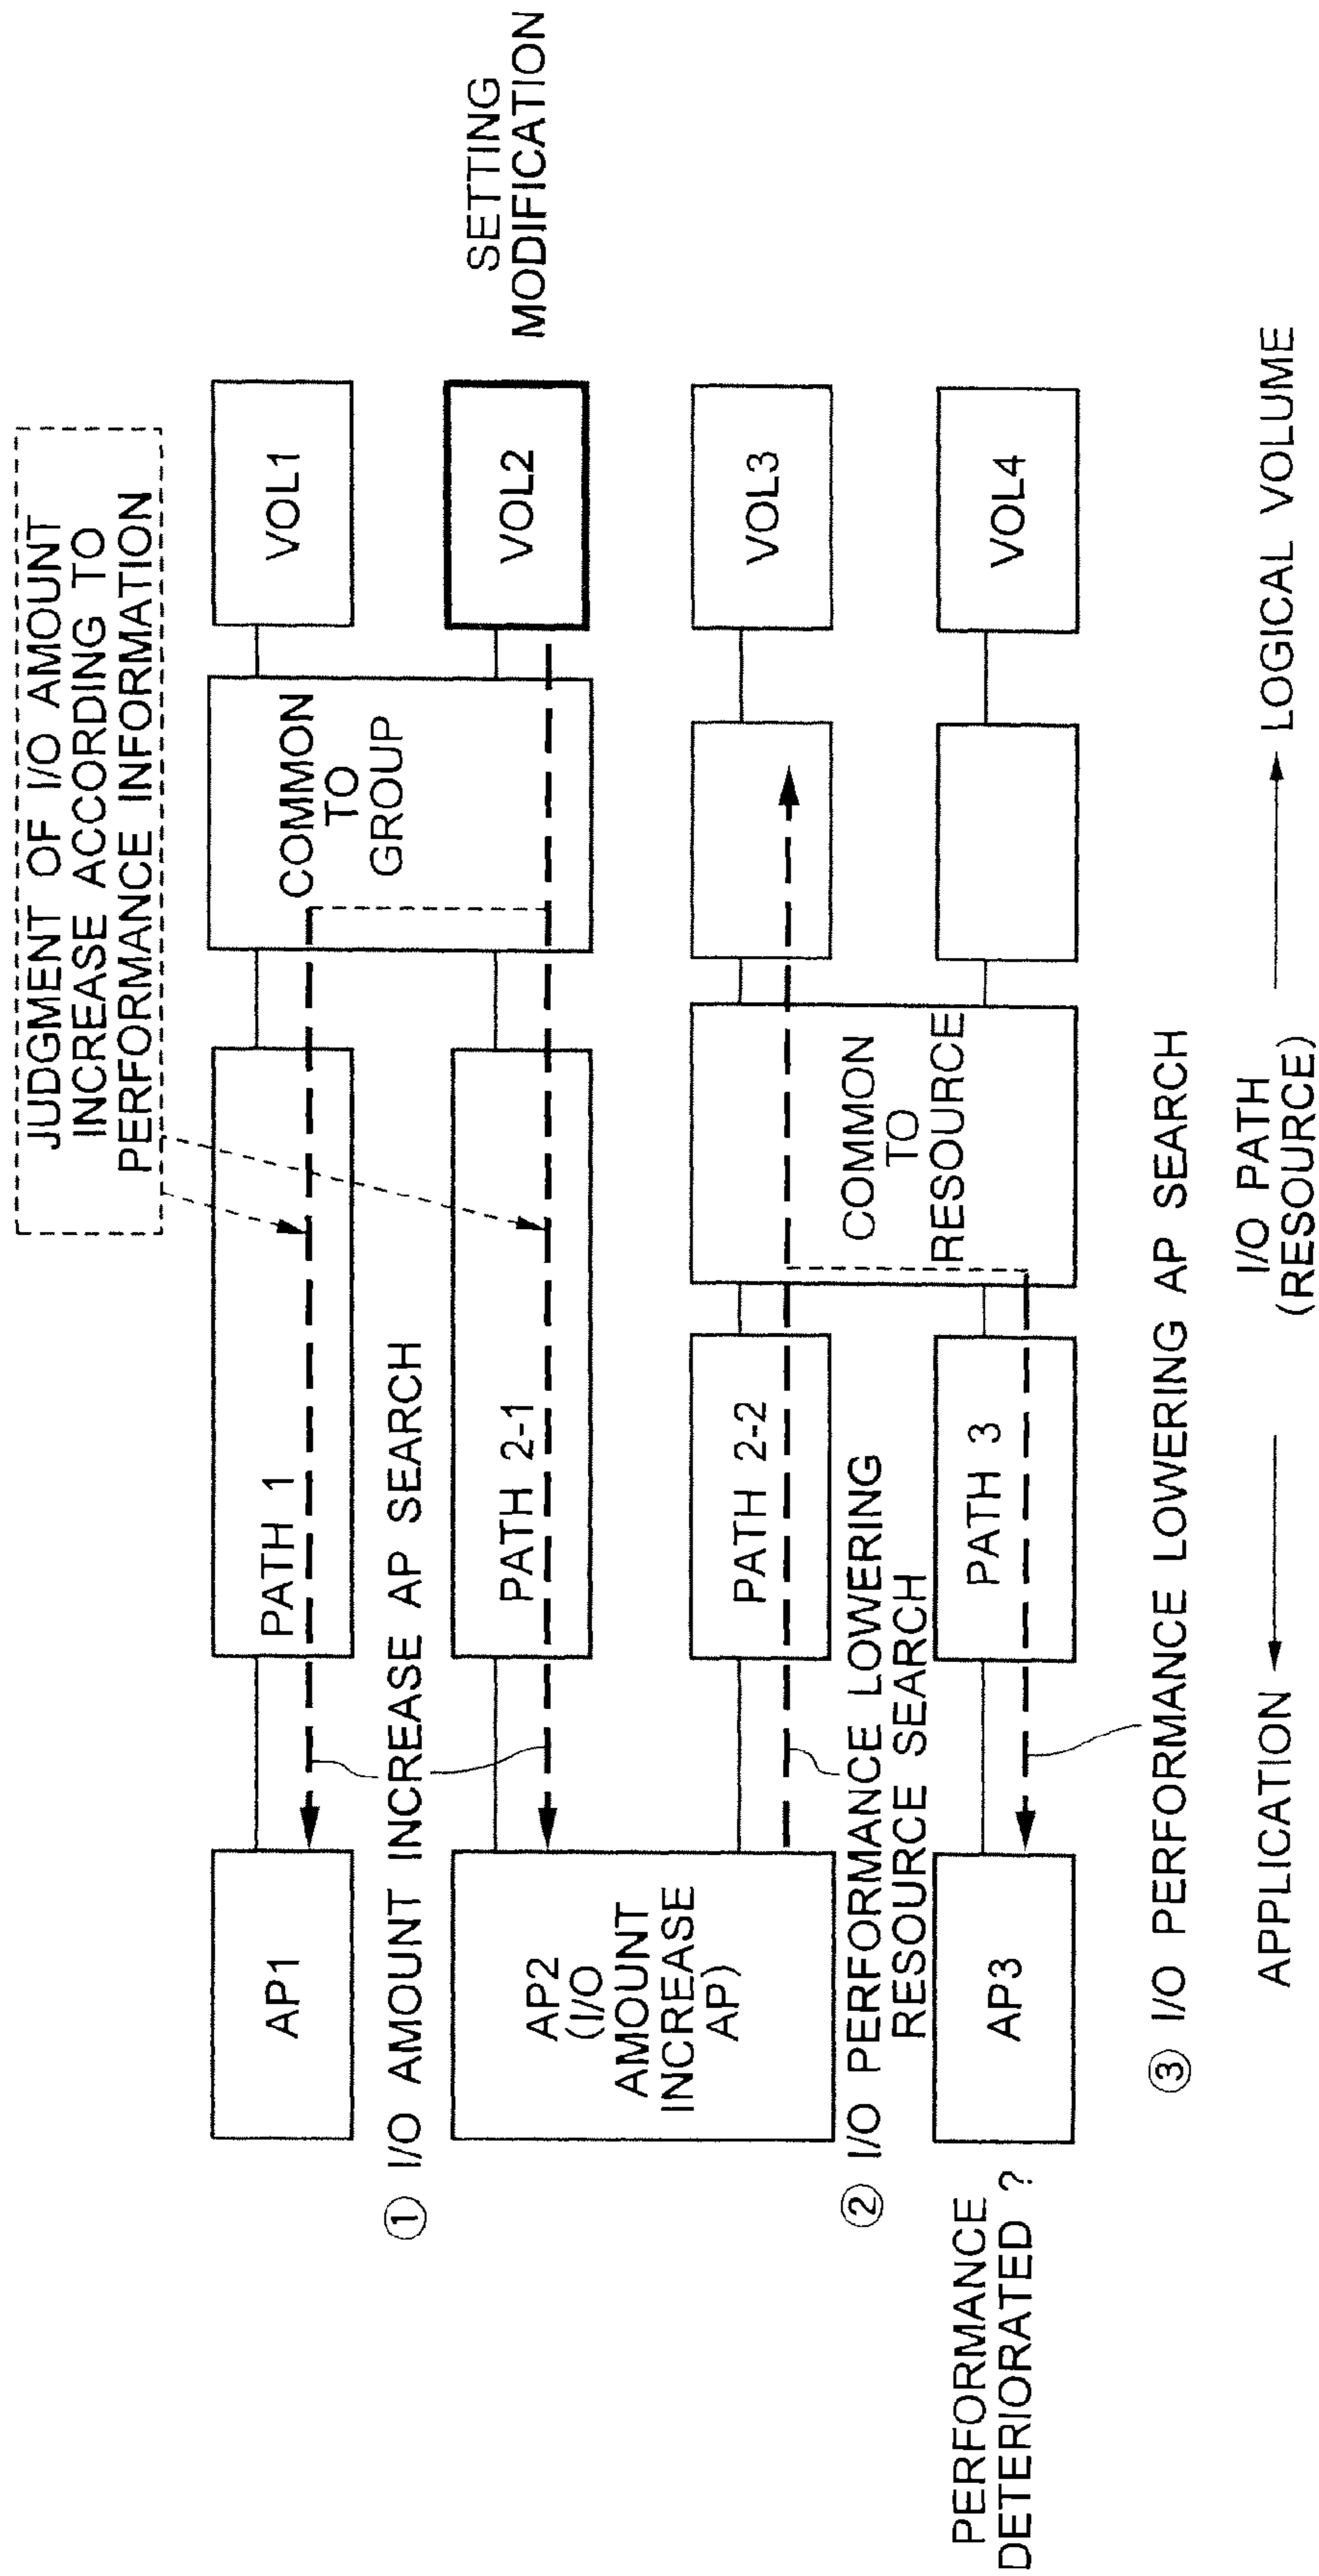 JUDGMENT OF I/O AMOUNT
INCREASE ACCORDING TO
PERFORMANCE INFORMATION
AP1
PATH 1
COMMON
TO
GROUP
VOL1
① I/O AMOUNT INCREASE AP SEARCH
AP2
(I/O
AMOUNT
INCREASE
AP)
PATH 2-1
VOL2
SETTING
MODIFICATION
PATH 2-2
COMMON
TO
RESOURCE
VOL3
② I/O PERFORMANCE LOWERING
RESOURCE SEARCH
PERFORMANCE
DETERIORATED ?
AP3
PATH 3
VOL4
③ I/O PERFORMANCE LOWERING AP SEARCH
APPLICATION
I/O PATH
(RESOURCE)
LOGICAL VOLUME